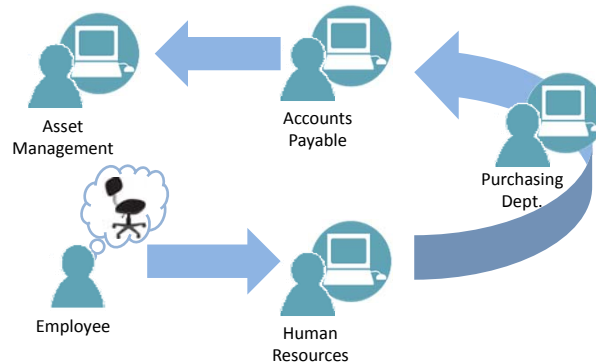 Asset
Management
Accounts
Payable
Purchasing
Dept.
Employee
Human
Resources